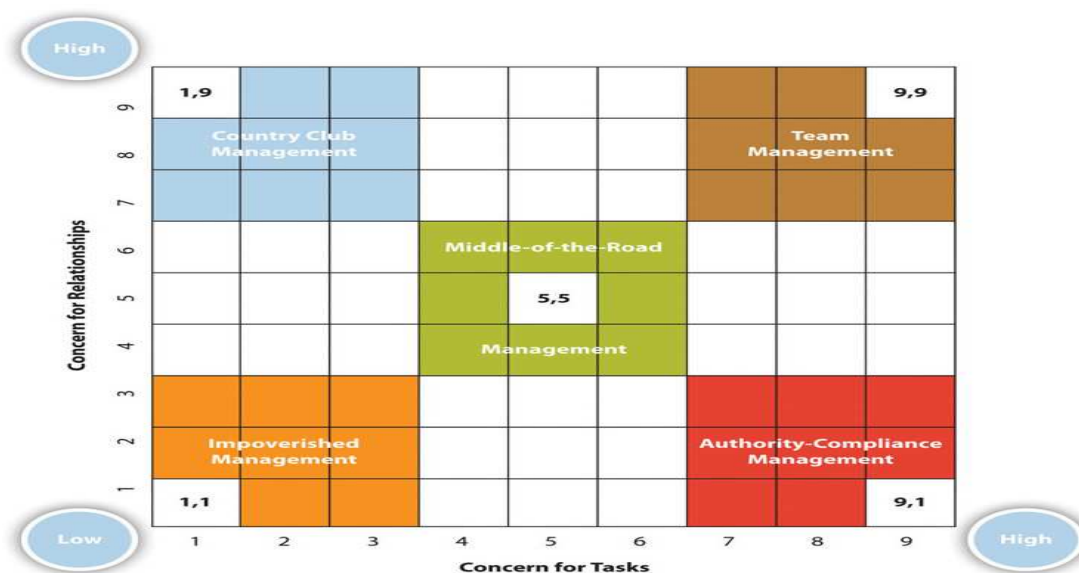 High
1,9
9,9
Country Club
Management
Team
Management
Middle-of-the-Road
5,5
Management
Impoverished
Management
Authority-Compliance
Management
1,1
9,1
Concern for Relationships
9
8
7
6
5
4
3
2
1
Low
1 2 3 4 5 6 7 8 9
High
Concern for Tasks